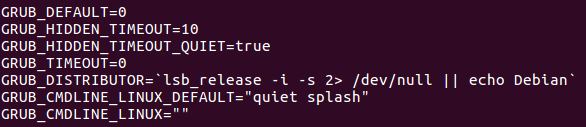 GRUB_DEFAULT=0
GRUB_HIDDEN_TIMEOUT=10
GRUB_HIDDEN_TIMEOUT_QUIET=true
GRUB_TIMEOUT=0
GRUB_DISTRIBUTOR=`lsb_release -i -s 2> /dev/null || echo Debian`
GRUB_CMDLINE_LINUX_DEFAULT="quiet splash"
GRUB_CMDLINE_LINUX=""